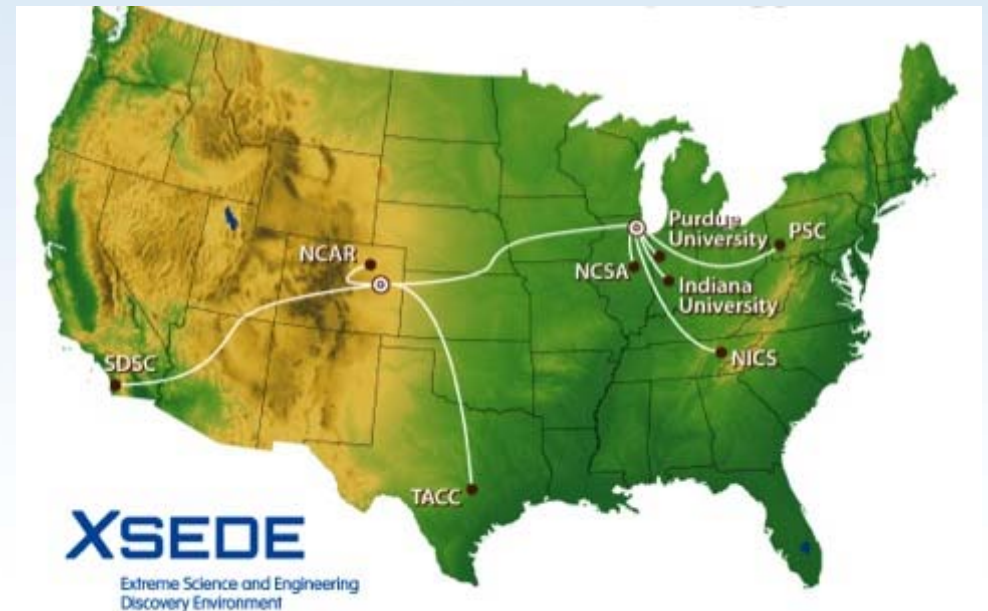 Purdue
University
PSC
NCAR
NCSA
Indiana
University
SDSC
NICS
TACC
XSEDE
Extreme Science and Engineering
Discovery Environment